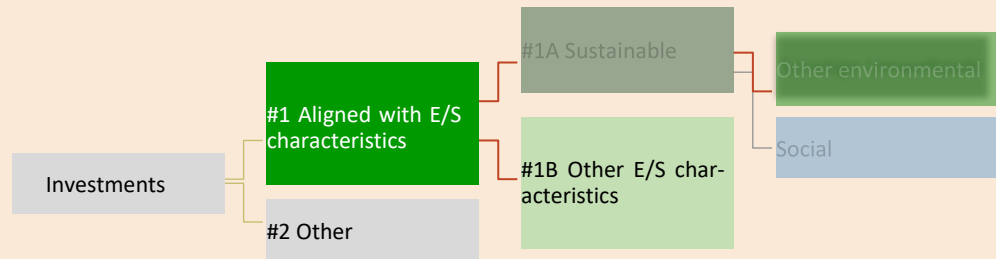 #1A Sustainable
Other environmental
#1 Aligned with E/S
characteristics
Social
#1B Other E/S char-
acteristics
Investments
#2 Other